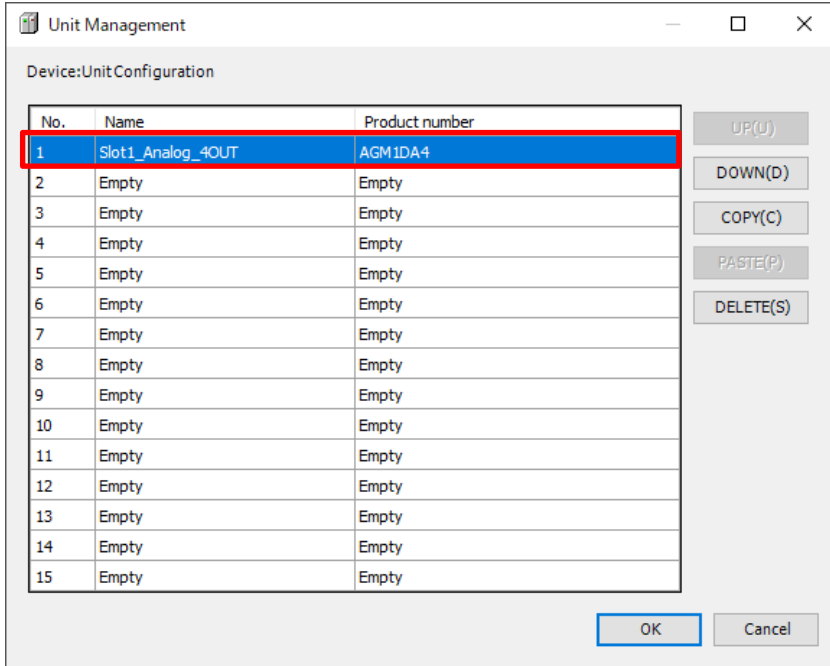 Unit Management
Device:UnitConfiguration
No. Name Product number
1 Slot1_Analog_4OUT AGM1DA4
2 Empty Empty
3 Empty Empty
4 Empty Empty
5 Empty Empty
6 Empty Empty
7 Empty Empty
8 Empty Empty
9 Empty Empty
10 Empty Empty
11 Empty Empty
12 Empty Empty
13 Empty Empty
14 Empty Empty
15 Empty Empty
UP(U)
DOWN(D)
COPY(C)
PASTE(P)
DELETE(S)
OK Cancel